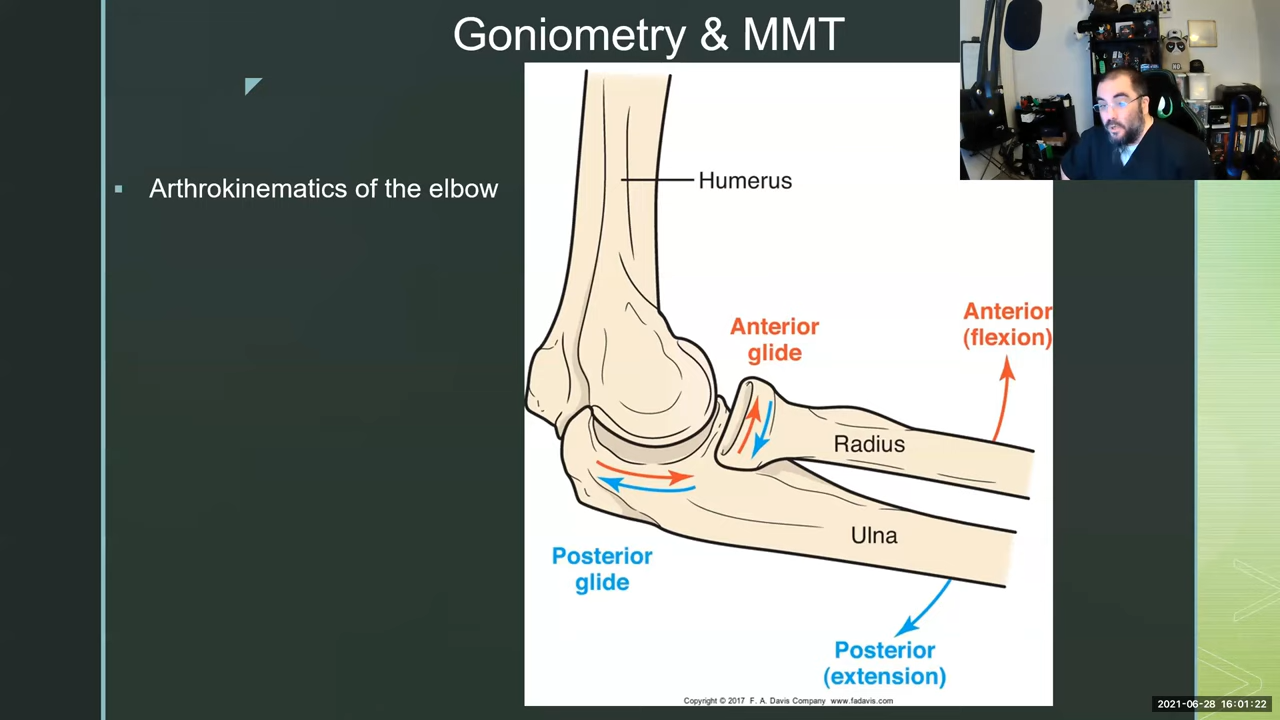 Goniometry & MMT
▪ Arthrokinematics of the elbow
Humerus
Anterior
glide
Anterior
(flexion)
Radius
Ulna
Posterior
glide
Posterior
(extension)
Copyright © 2017 F. A. Davis Company www.fadavis.com
2021-06-28 16:01:22